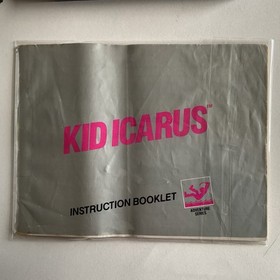 KID ICARUS
INSTRUCTION BOOKLET
ADVENTURE
SERIES